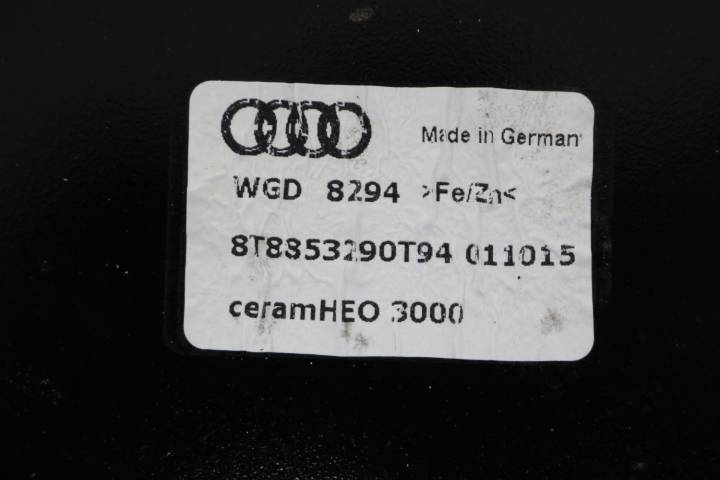 Made in German
WGD 8294 >Fe/Zn<
8T8853290T94 011015
ceramHEO 3000